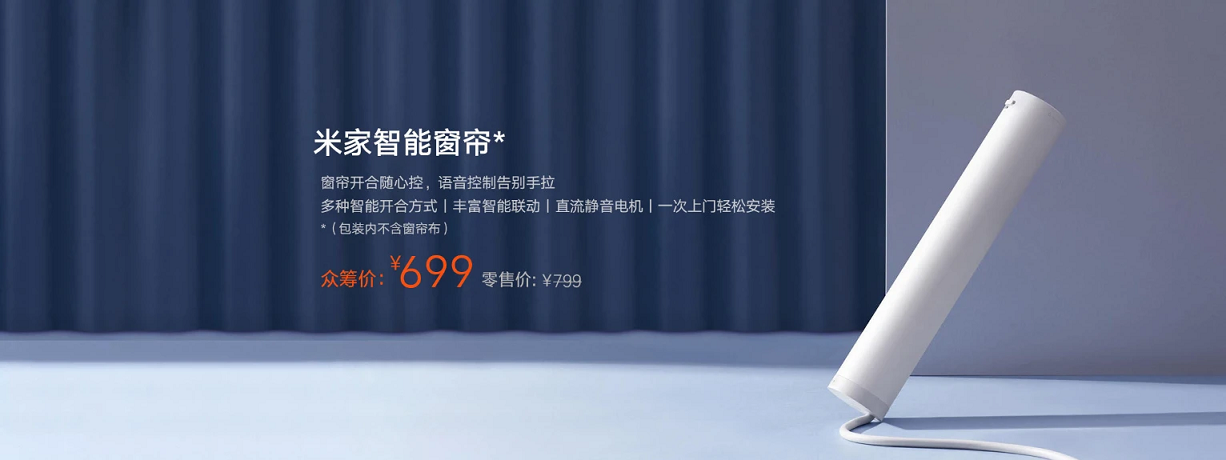 米家智能窗帘*
窗帘开合随心控，语音控制告别手拉
多种智能开合方式丨丰富智能联动丨直流静音电机丨一次上门轻松安装
*（包装内不含窗帘布）
众筹价：¥699 零售价: ¥799